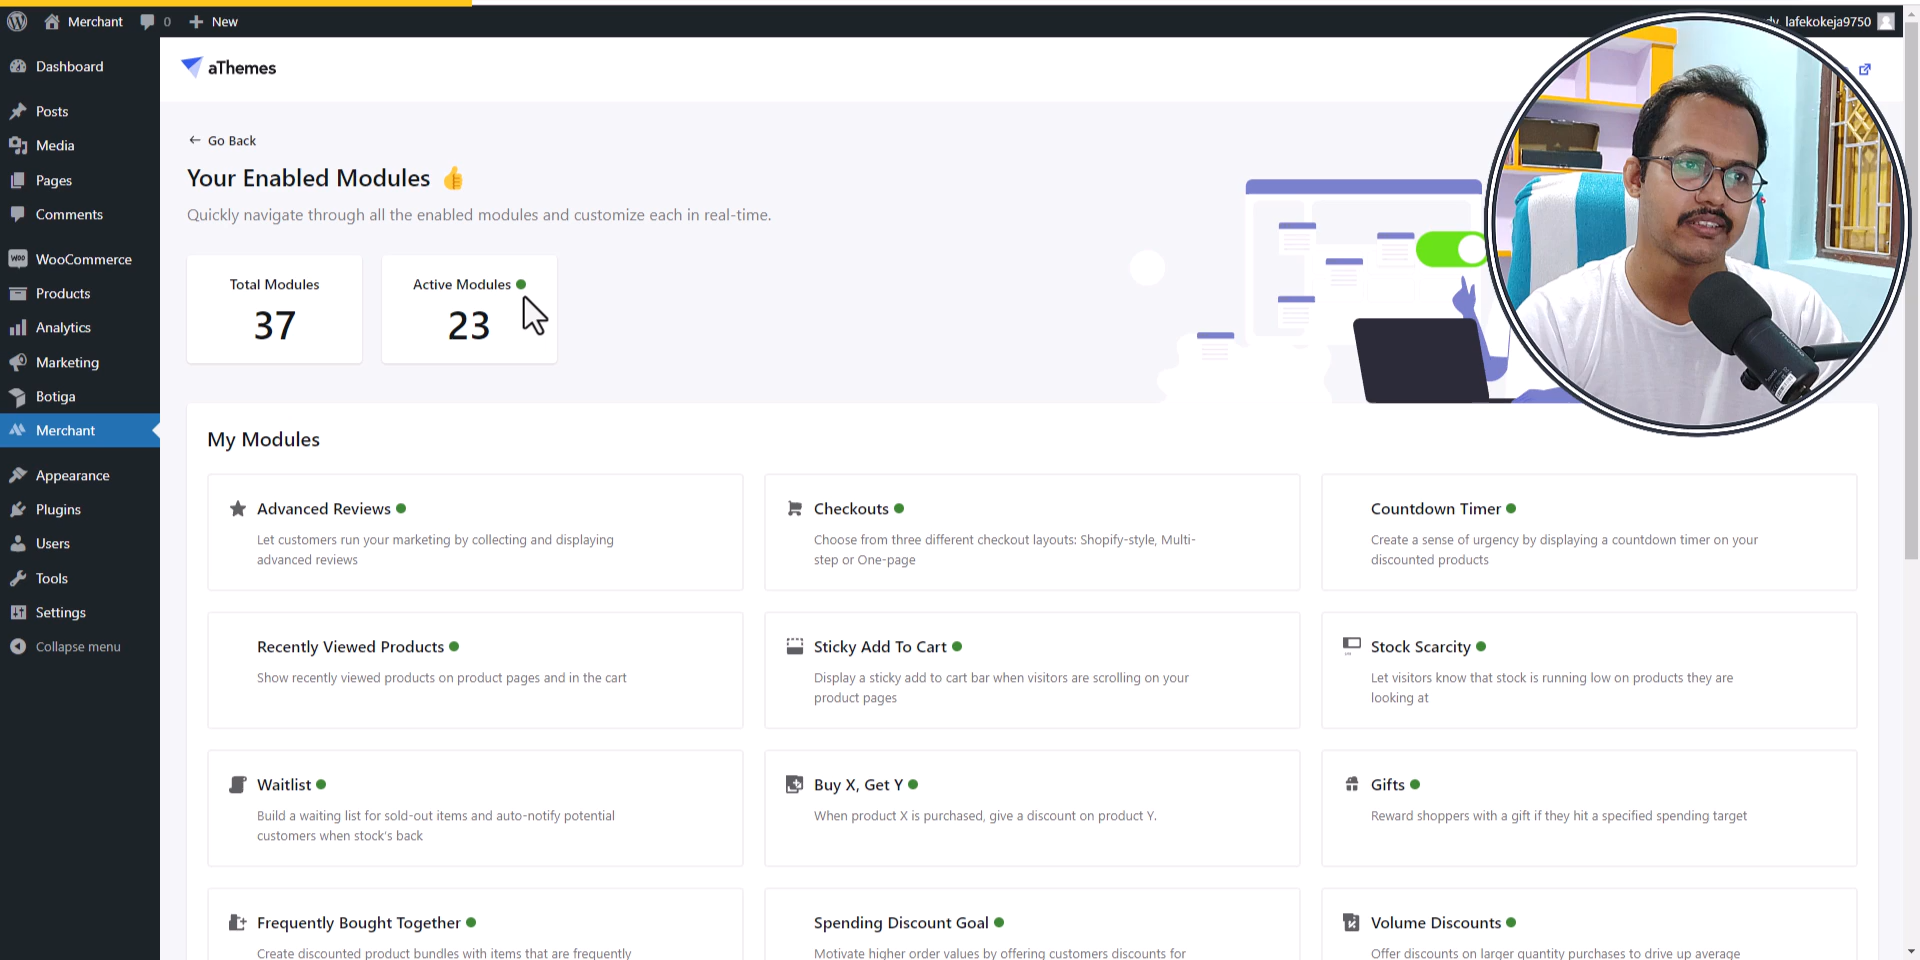 Merchant
0
New
lafekokeja9750
Dashboard
Posts
Media
Pages
Comments
WooCommerce
Products
Analytics
Marketing
Botiga
Merchant
Appearance
Plugins
Users
Tools
Settings
Collapse menu
aThemes
← Go Back
Your Enabled Modules 👍
Quickly navigate through all the enabled modules and customize each in real-time.
Total Modules
37
Active Modules
23
My Modules
Advanced Reviews
Let customers run your marketing by collecting and displaying
advanced reviews
Checkouts
Choose from three different checkout layouts: Shopify-style, Multi-
step or One-page
Countdown Timer
Create a sense of urgency by displaying a countdown timer on your
discounted products
Recently Viewed Products
Show recently viewed products on product pages and in the cart
Sticky Add To Cart
Display a sticky add to cart bar when visitors are scrolling on your
product pages
Stock Scarcity
Let visitors know that stock is running low on products they are
looking at
Waitlist
Build a waiting list for sold-out items and auto-notify potential
customers when stock's back
Buy X, Get Y
When product X is purchased, give a discount on product Y.
Gifts
Reward shoppers with a gift if they hit a specified spending target
Frequently Bought Together
Create discounted product bundles with items that are frequently
Spending Discount Goal
Motivate higher order values by offering customers discounts for
Volume Discounts
Offer discounts on larger quantity purchases to drive up average